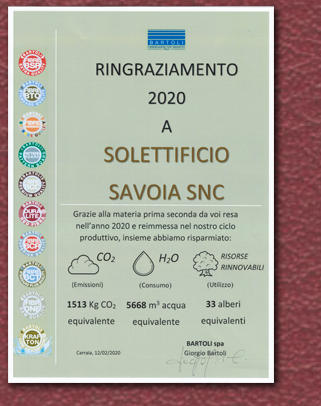 BARTOLI
RINGRAZIAMENTO
2020
A
SOLETTIFICIO
SAVOIA SNC
Grazie alla materia prima seconda da voi resa
nell'anno 2020 e reimmessa nel nostro ciclo
produttivo, insieme abbiamo risparmiato:
CO₂
H₂O
RISORSE
RINNOVABILI
(Emissioni)
(Consumo)
(Utilizzo)
1513 Kg CO₂
5668 m³ acqua
33 alberi
equivalente
equivalente
equivalenti
BARTOLI spa
Cerraia, 12/02/2020
Giorgio Bartoli